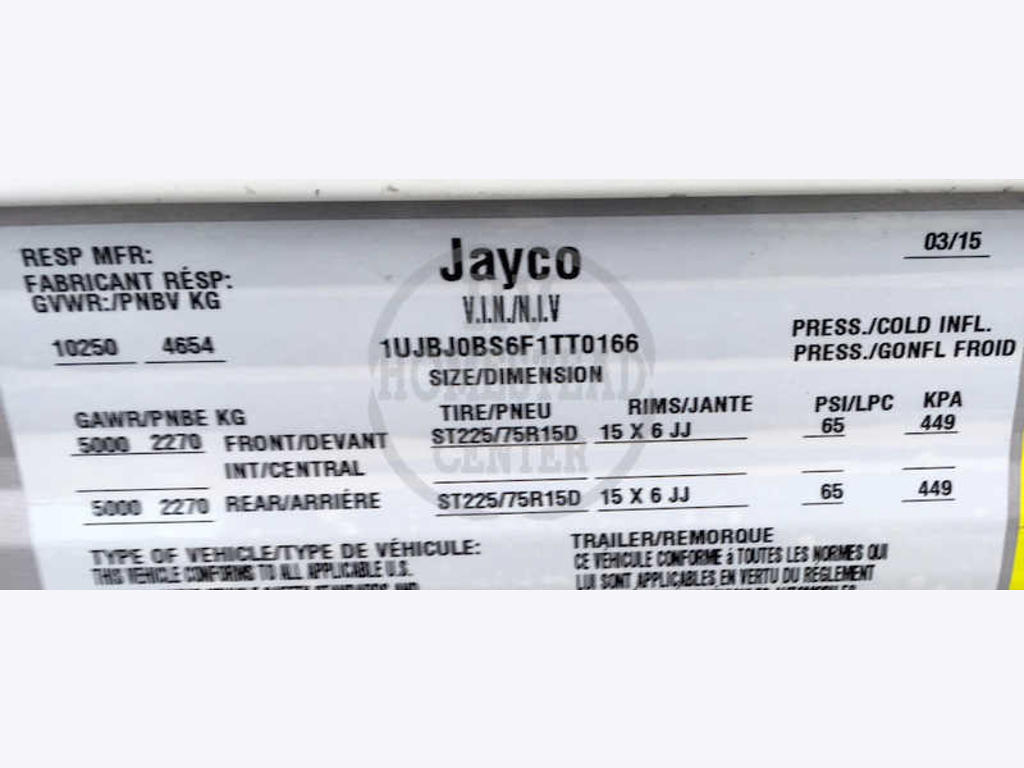 RESP MFR:
Jayco
03/15
FABRICANT RÉSP:
GVWR:/PNBV KG
V.I.N./N.I.V
10250 4654
1UJBJ0BS6F1TT0166
PRESS./COLD INFL.
PRESS./GONFL FROID
SIZE/DIMENSION
GAWR/PNBE KG
TIRE/PNEU RIMS/JANTE PSI/LPC KPA
5000 2270 FRONT/DEVANT ST225/75R15D 15 X 6 JJ 65 449
INT/CENTRAL
5000 2270 REAR/ARRIÈRE ST225/75R15D 15 X 6 JJ 65 449
TYPE OF VEHICLE/TYPE DE VÉHICULE:
TRAILER/REMORQUE
THIS VEHICLE CONFORMS TO ALL APPLICABLE U.S.
CE VÉHICULE CONFORME à TOUTES LES NORMES QUI
LUI SONT APPLICABLES EN VERTU DU RÈGLEMENT
HOMESTEAD
CENTER